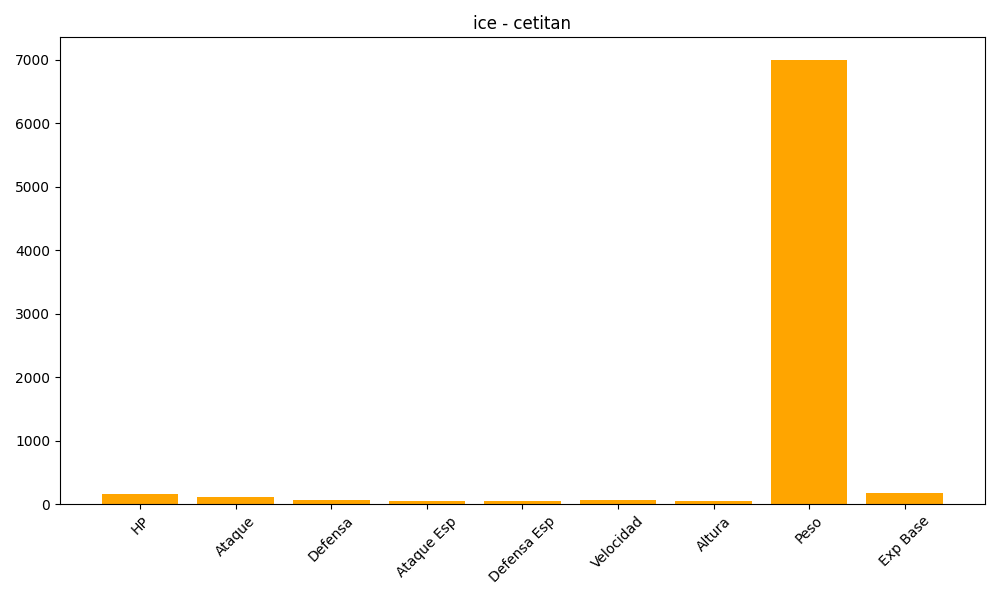 ice - cetitan
7000
6000
5000
4000
3000
2000
1000
0
HP
Ataque
Defensa
Ataque Esp
Defensa Esp
Velocidad
Altura
Peso
Exp Base